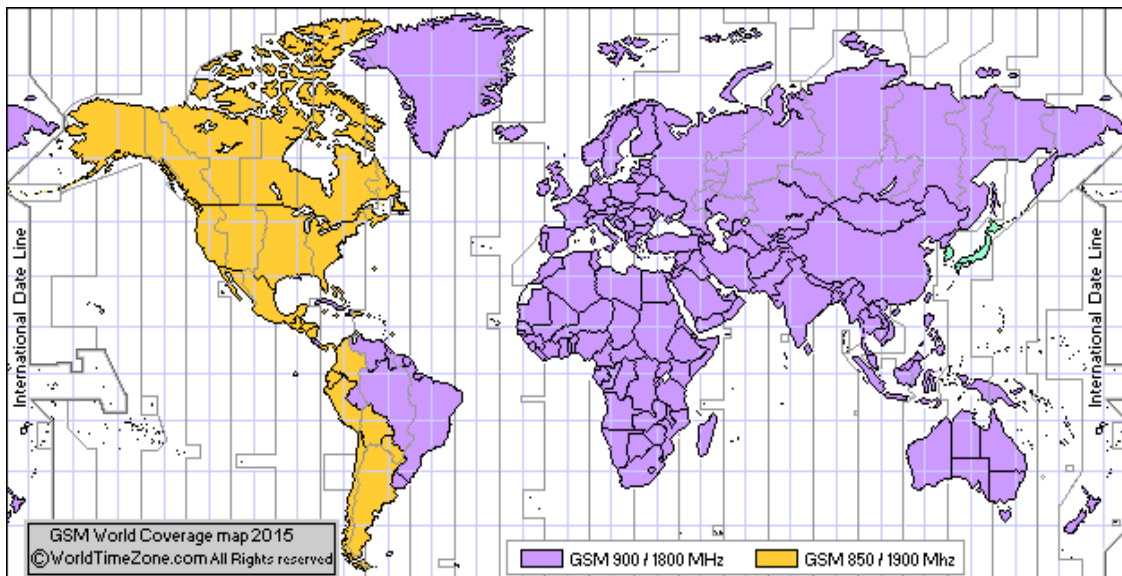 International Date Line
International Date Line
GSM World Coverage map 2015
©WorldTimeZone.com All Rights reserved
GSM 900 / 1800 MHz
GSM 850 / 1900 Mhz